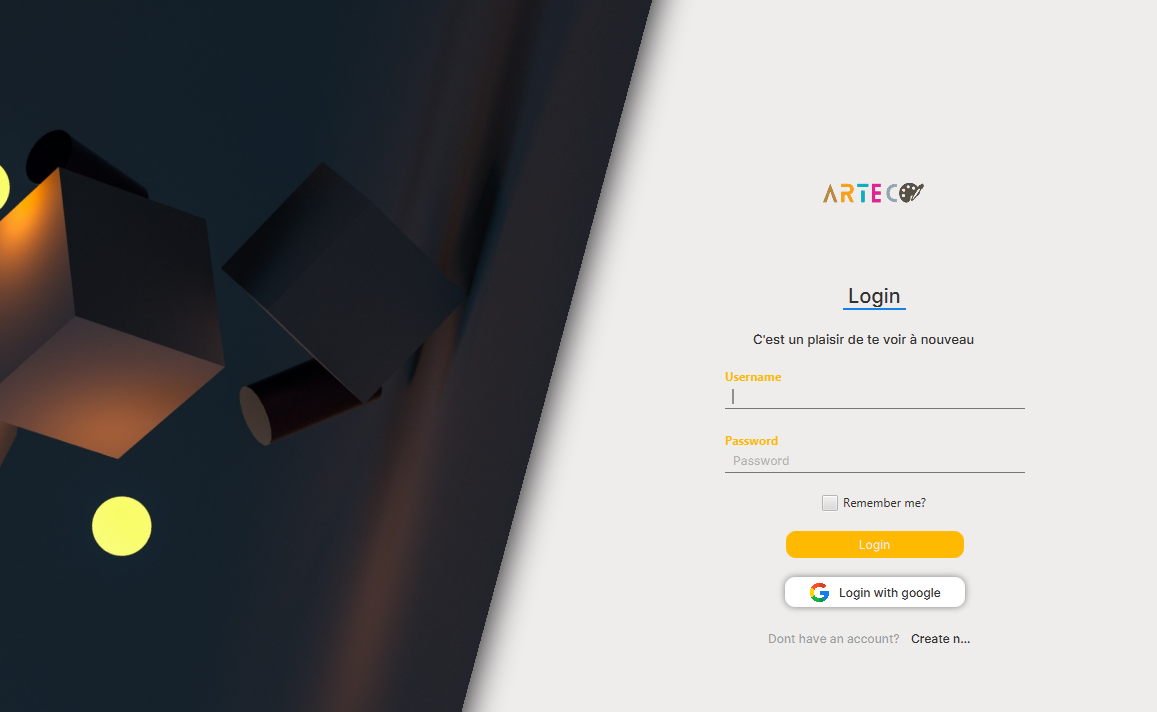 ARTECO
Login
C'est un plaisir de te voir à nouveau
Username
Password
Password
Remember me?
Login
Login with google
Dont have an account? Create n...